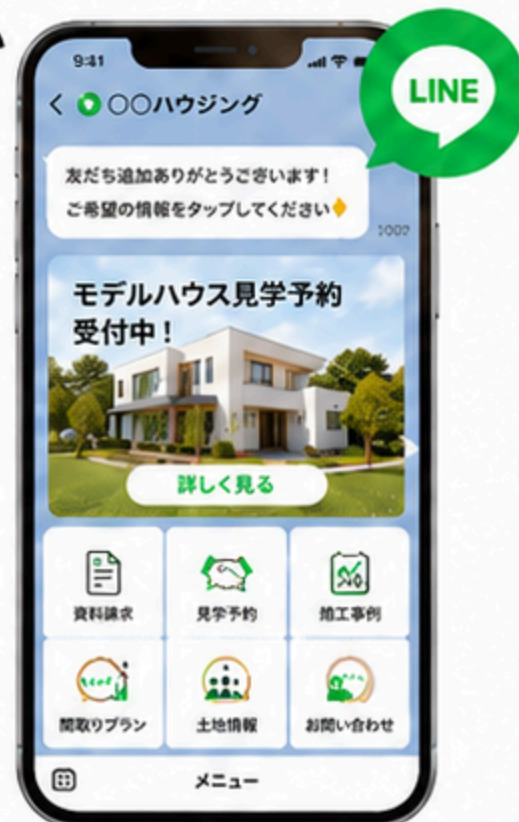 9:41
LINE
○○ハウジング
友だち追加ありがとうございます！
ご希望の情報をタップしてください
モデルハウス見学予約
受付中！
詳しく見る
資料請求
見学予約
施工事例
間取りプラン
土地情報
お問い合わせ
メニュー